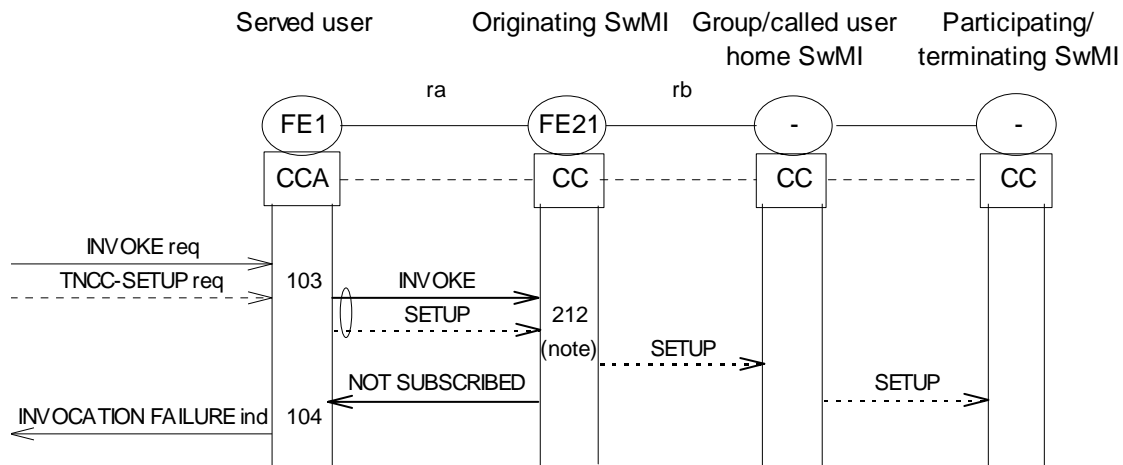 Served user
Originating SwMI
Group/called user
home SwMI
Participating/
terminating SwMI
ra
rb
FE1
FE21
-
-
CCA
CC
CC
CC
INVOKE req
TNCC-SETUP req
103
INVOKE
SETUP
212
(note)
SETUP
NOT SUBSCRIBED
SETUP
INVOCATION FAILURE ind
104